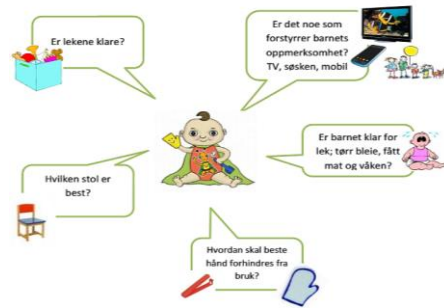 Er lekene klare?
Er det noe som
forstyrrer barnets
oppmerksomhet?
TV, søsken, mobil
Er barnet klar for
lek; tørr bleie, fått
mat og våken?
Hvilken stol er
best?
Hvordan skal beste
hånd forhindres fra
bruk?